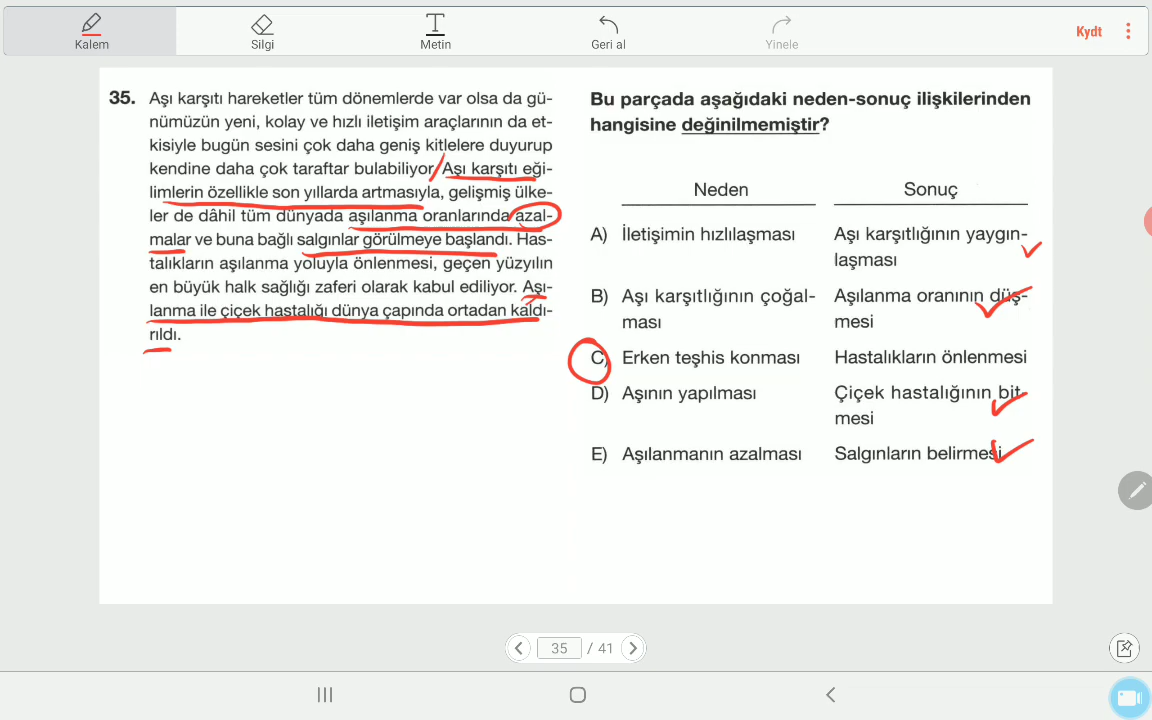 Kalem
Silgi
Metin
Geri al
Yinele
Kydt
35. Aşı karşıtı hareketler tüm dönemlerde var olsa da gü-
nümüzün yeni, kolay ve hızlı iletişim araçlarının da et-
kisiyle bugün sesini çok daha geniş kitlelere duyurup
kendine daha çok taraftar bulabiliyor. Aşı karşıtı eği-
limlerin özellikle son yıllarda artmasıyla, gelişmiş ülke-
ler de dâhil tüm dünyada aşılanma oranlarında azal-
malar ve buna bağlı salgınlar görülmeye başlandı. Has-
talıkların aşılanma yoluyla önlenmesi, geçen yüzyılın
en büyük halk sağlığı zaferi olarak kabul ediliyor. Aşı-
lanma ile çiçek hastalığı dünya çapında ortadan kaldı-
rıldı.
Bu parçada aşağıdaki neden-sonuç ilişkilerinden
hangisine değinilmemiştir?
Neden Sonuç
A) İletişimin hızlılaşması Aşı karşıtlığının yaygın-
laşması
B) Aşı karşıtlığının çoğal- Aşılanma oranının düş-
ması mesi
C) Erken teşhis konması Hastalıkların önlenmesi
D) Aşının yapılması Çiçek hastalığının bit-
mesi
E) Aşılanmanın azalması Salgınların belirmesi
35 / 41